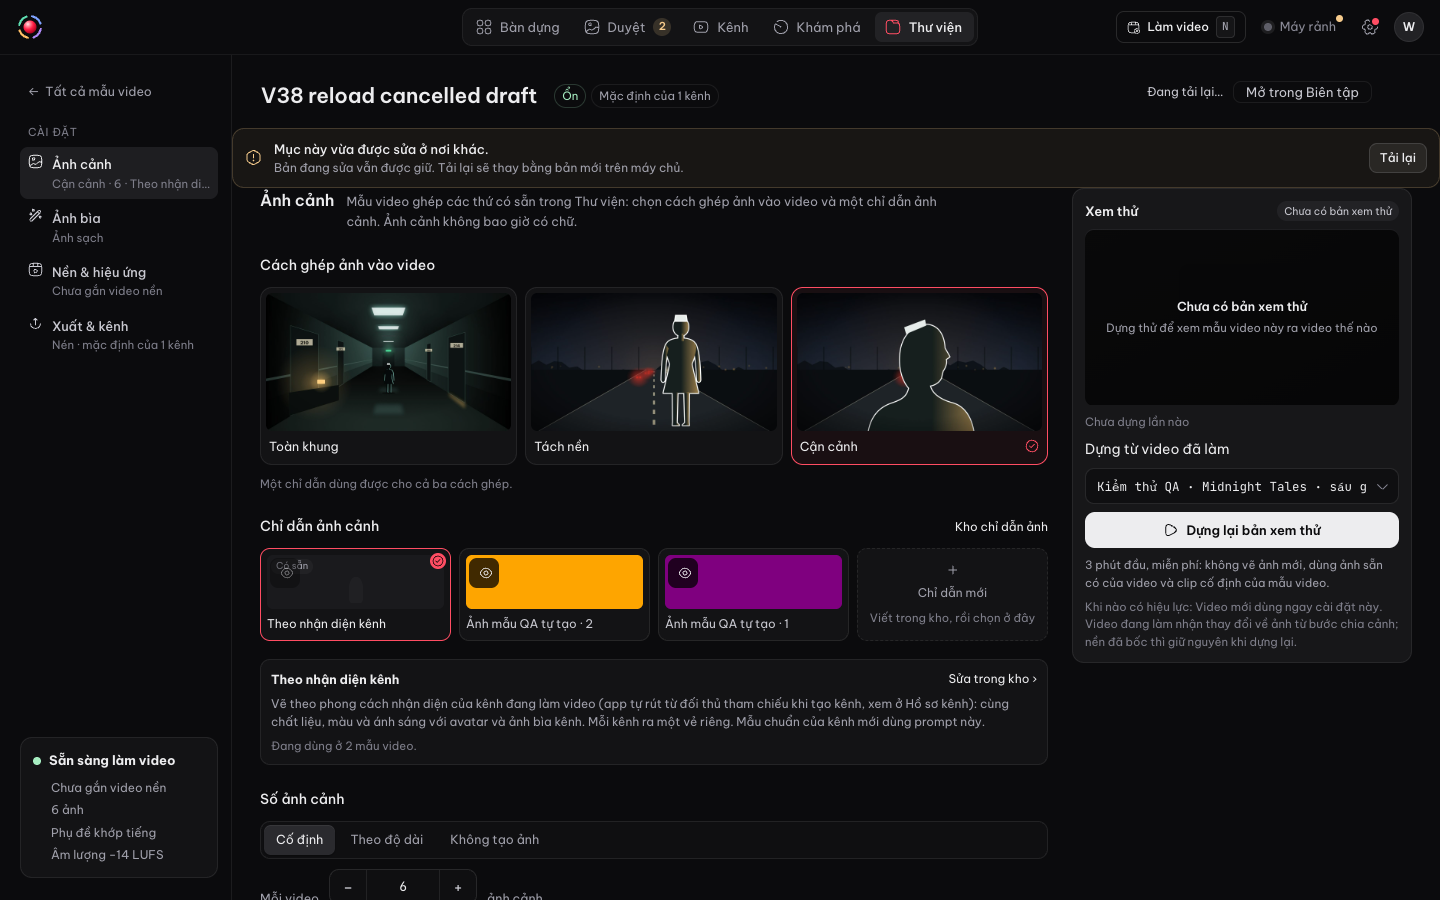 Bàn dựng
Duyệt 2
Kênh
Khám phá
Thư viện
Làm video N
Máy rảnh
W
← Tất cả mẫu video
CÀI ĐẶT
Ảnh cảnh
Cận cảnh · 6 · Theo nhận di...
Ảnh bìa
Ảnh sạch
Nền & hiệu ứng
Chưa gắn video nền
Xuất & kênh
Nén · mặc định của 1 kênh
Sẵn sàng làm video
Chưa gắn video nền
6 ảnh
Phụ đề khớp tiếng
Âm lượng -14 LUFS
V38 reload cancelled draft
Ổn
Mặc định của 1 kênh
Đang tải lại...
Mở trong Biên tập
Mục này vừa được sửa ở nơi khác.
Bản đang sửa vẫn được giữ. Tải lại sẽ thay bằng bản mới trên máy chủ.
Tải lại
Ảnh cảnh
Mẫu video ghép các thứ có sẵn trong Thư viện: chọn cách ghép ảnh vào video và một chỉ dẫn ảnh
cảnh. Ảnh cảnh không bao giờ có chữ.
Cách ghép ảnh vào video
Toàn khung
Tách nền
Cận cảnh
Một chỉ dẫn dùng được cho cả ba cách ghép.
Chỉ dẫn ảnh cảnh
Kho chỉ dẫn ảnh
Có sẵn
Theo nhận diện kênh
Ảnh mẫu QA tự tạo · 2
Ảnh mẫu QA tự tạo · 1
+
Chỉ dẫn mới
Viết trong kho, rồi chọn ở đây
Theo nhận diện kênh
Sửa trong kho ›
Vẽ theo phong cách nhận diện của kênh đang làm video (app tự rút từ đối thủ tham chiếu khi tạo kênh, xem ở Hồ sơ kênh): cùng
chất liệu, màu và ánh sáng với avatar và ảnh bìa kênh. Mỗi kênh ra một vẻ riêng. Mẫu chuẩn của kênh mới dùng prompt này.
Đang dùng ở 2 mẫu video.
Số ảnh cảnh
Cố định
Theo độ dài
Không tạo ảnh
Mỗi video
− 6 +
ảnh cảnh
Xem thử
Chưa có bản xem thử
Chưa có bản xem thử
Dựng thử để xem mẫu video này ra video thế nào
Chưa dựng lần nào
Dựng từ video đã làm
Kiểm thử QA · Midnight Tales · sáu g
Dựng lại bản xem thử
3 phút đầu, miễn phí: không vẽ ảnh mới, dùng ảnh sẵn
có của video và clip cố định của mẫu video.
Khi nào có hiệu lực: Video mới dùng ngay cài đặt này.
Video đang làm nhận thay đổi về ảnh từ bước chia cảnh;
nền đã bốc thì giữ nguyên khi dựng lại.